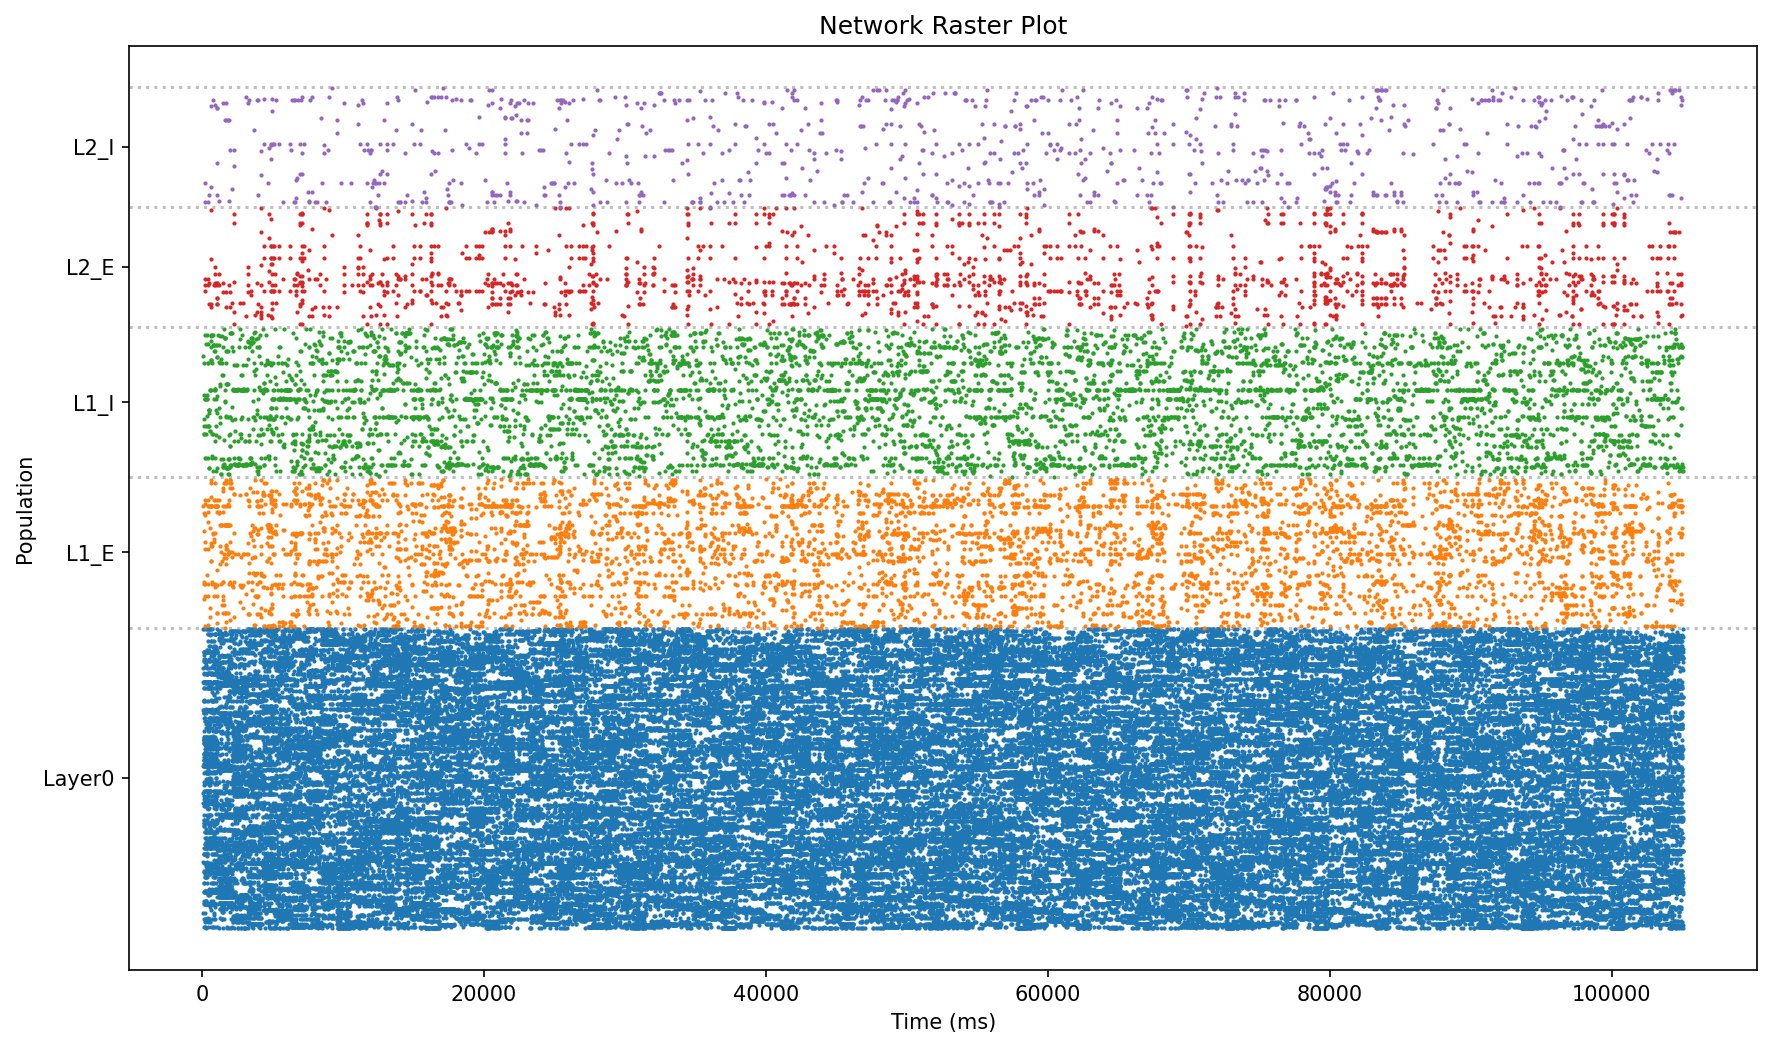 Network Raster Plot
L2_I
L2_E
L1_I
L1_E
Layer0
Population
0 20000 40000 60000 80000 100000
Time (ms)